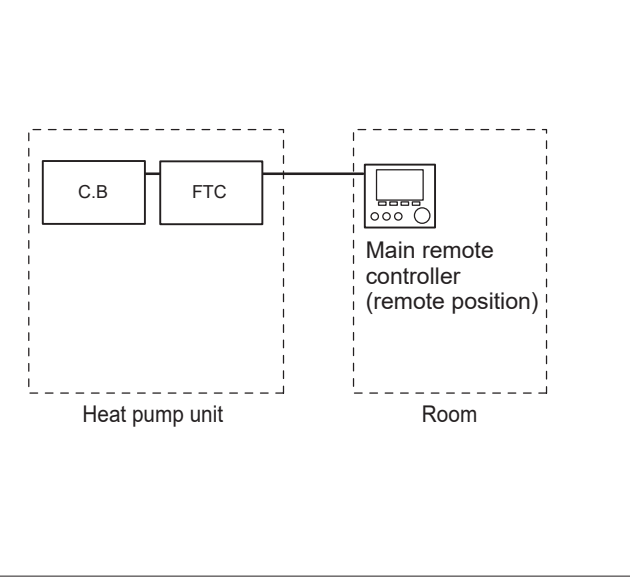 C.B
FTC
Main remote
controller
(remote position)
Heat pump unit
Room